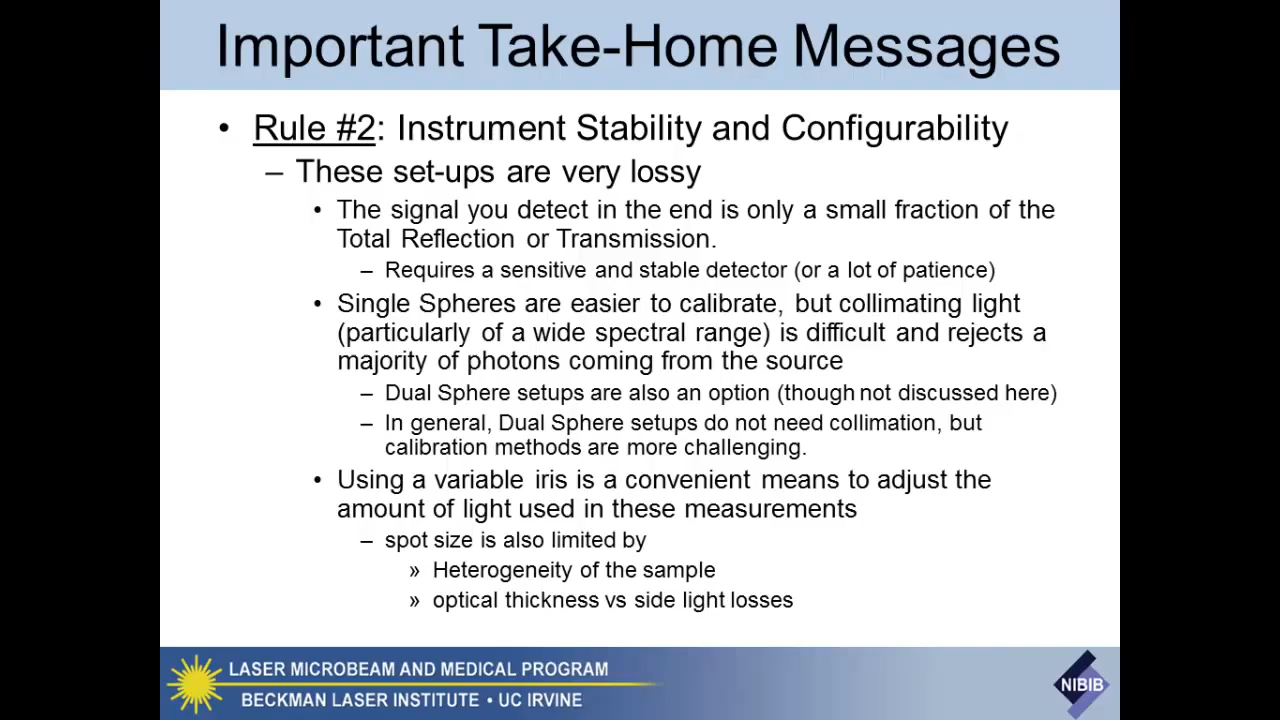 Important Take-Home Messages
• Rule #2: Instrument Stability and Configurability
– These set-ups are very lossy
• The signal you detect in the end is only a small fraction of the
Total Reflection or Transmission.
– Requires a sensitive and stable detector (or a lot of patience)
• Single Spheres are easier to calibrate, but collimating light
(particularly of a wide spectral range) is difficult and rejects a
majority of photons coming from the source
– Dual Sphere setups are also an option (though not discussed here)
– In general, Dual Sphere setups do not need collimation, but
calibration methods are more challenging.
• Using a variable iris is a convenient means to adjust the
amount of light used in these measurements
– spot size is also limited by
» Heterogeneity of the sample
» optical thickness vs side light losses
LASER MICROBEAM AND MEDICAL PROGRAM
BECKMAN LASER INSTITUTE • UC IRVINE
NIBIB